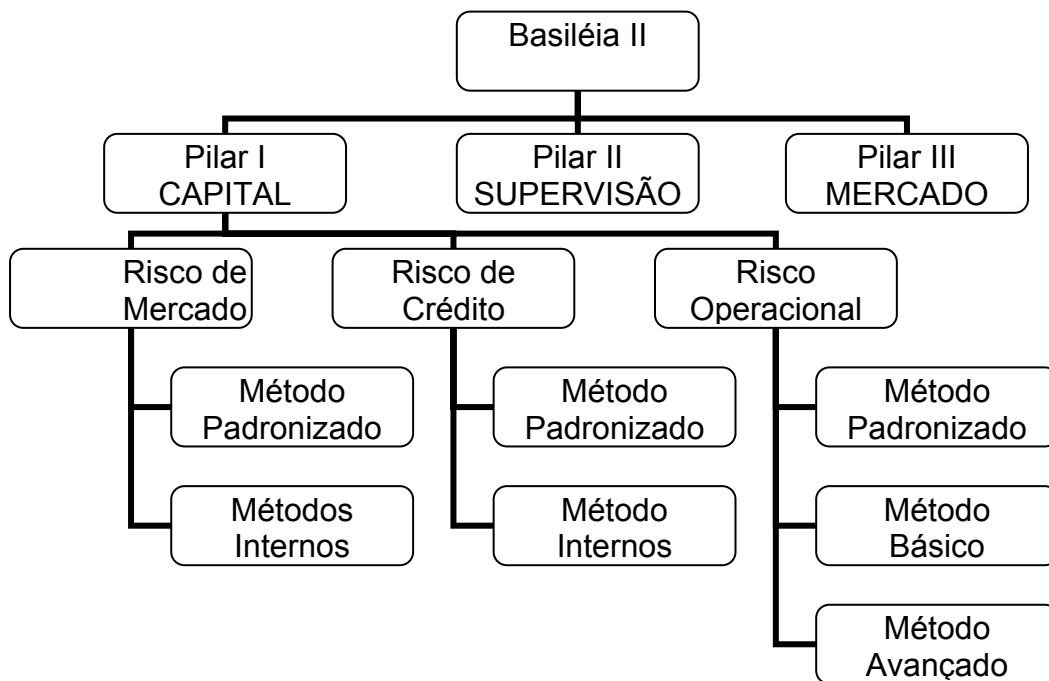 Basiléia II
Pilar I
CAPITAL
Pilar II
SUPERVISÃO
Pilar III
MERCADO
Risco de
Mercado
Risco de
Crédito
Risco
Operacional
Método
Padronizado
Método
Padronizado
Método
Padronizado
Métodos
Internos
Método
Internos
Método
Básico
Método
Avançado